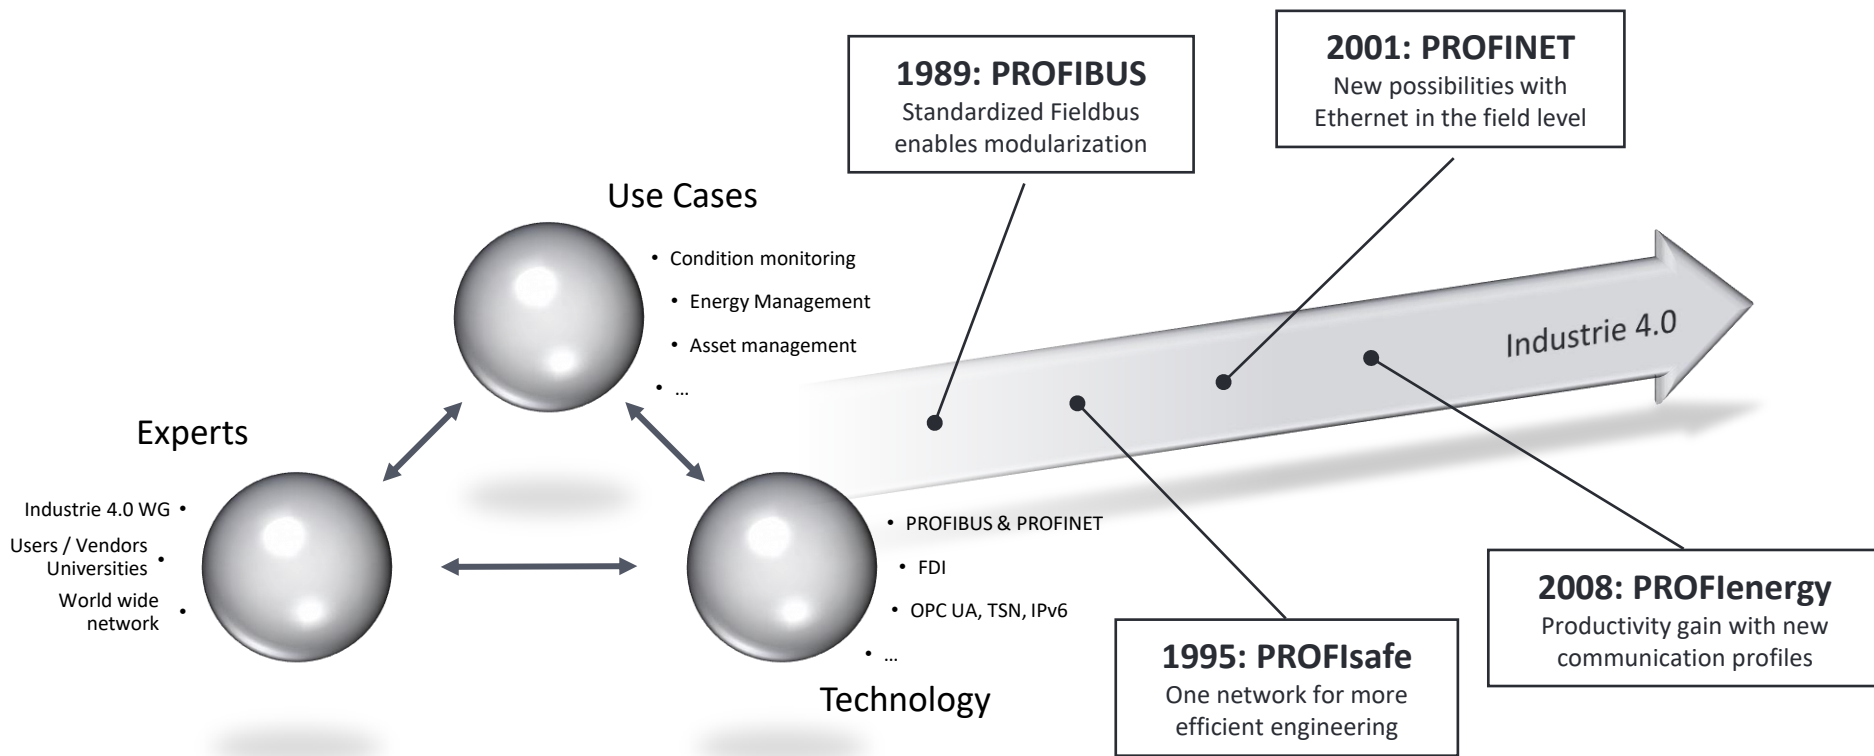 1989: PROFIBUS
Standardized Fieldbus
enables modularization
2001: PROFINET
New possibilities with
Ethernet in the field level
Use Cases
• Condition monitoring
• Energy Management
• Asset management
• ...
Industrie 4.0
Experts
Industrie 4.0 WG •
Users / Vendors
Universities •
World wide
network •
• PROFIBUS & PROFINET
• FDI
• OPC UA, TSN, IPv6
• ...
Technology
1995: PROFIsafe
One network for more
efficient engineering
2008: PROFIenergy
Productivity gain with new
communication profiles